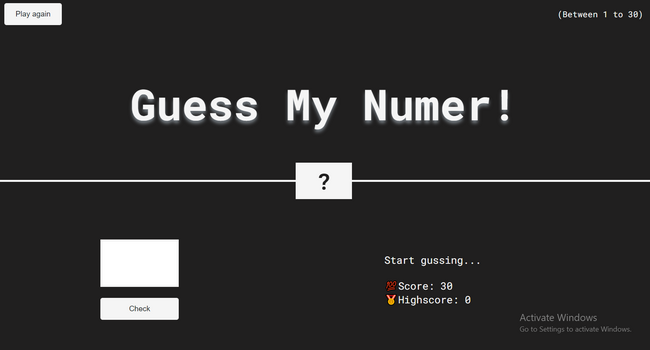 Play again
(Between 1 to 30)
Guess My Numer!
?
Start gussing...
💯Score: 30
🥇Highscore: 0
Check
Activate Windows
Go to Settings to activate Windows.